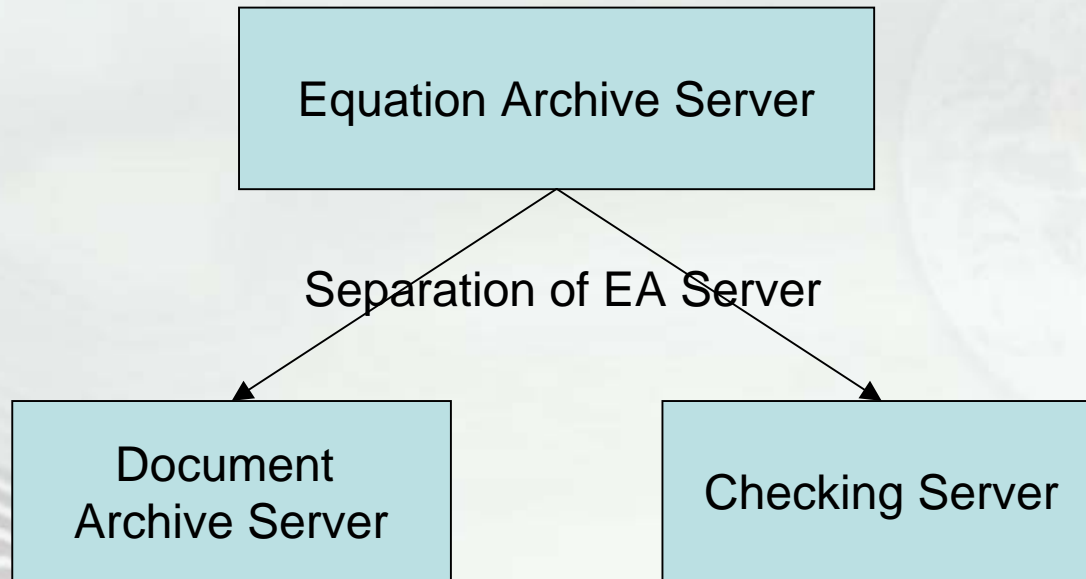 Equation Archive Server
Separation of EA Server
Document
Archive Server
Checking Server